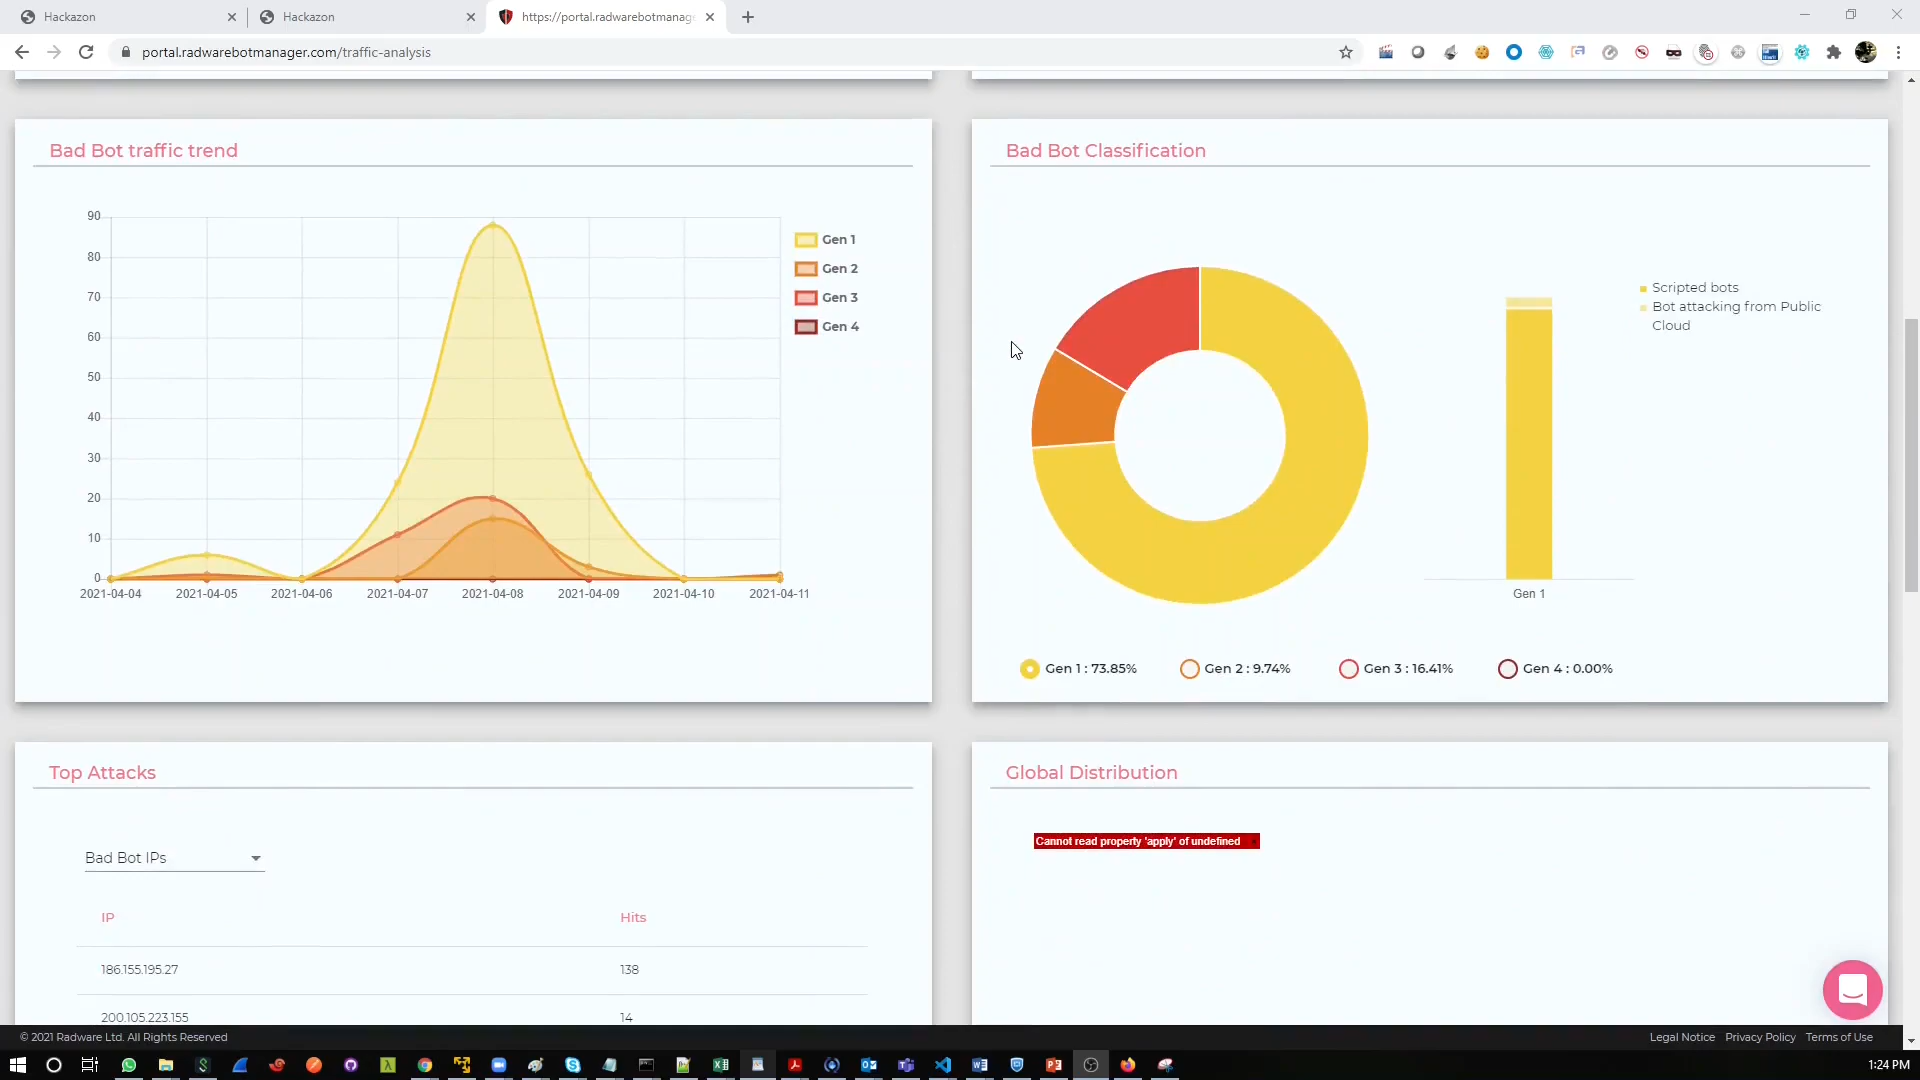 Hackazon
Hackazon
https://portal.radwarebotmanag
portal.radwarebotmanager.com/traffic-analysis
Bad Bot traffic trend
90
80
70
60
50
40
30
20
10
0
2021-04-04 2021-04-05 2021-04-06 2021-04-07 2021-04-08 2021-04-09 2021-04-10 2021-04-11
Gen 1
Gen 2
Gen 3
Gen 4
Bad Bot Classification
Scripted bots
Bot attacking from Public
Cloud
Gen 1
Gen 1 : 73.85% Gen 2 : 9.74% Gen 3 : 16.41% Gen 4 : 0.00%
Top Attacks
Bad Bot IPs
IP Hits
186.155.195.27 138
200.105.223.155 14
Global Distribution
Cannot read property 'apply' of undefined
© 2021 Radware Ltd. All Rights Reserved
Legal Notice Privacy Policy Terms of Use
1:24 PM